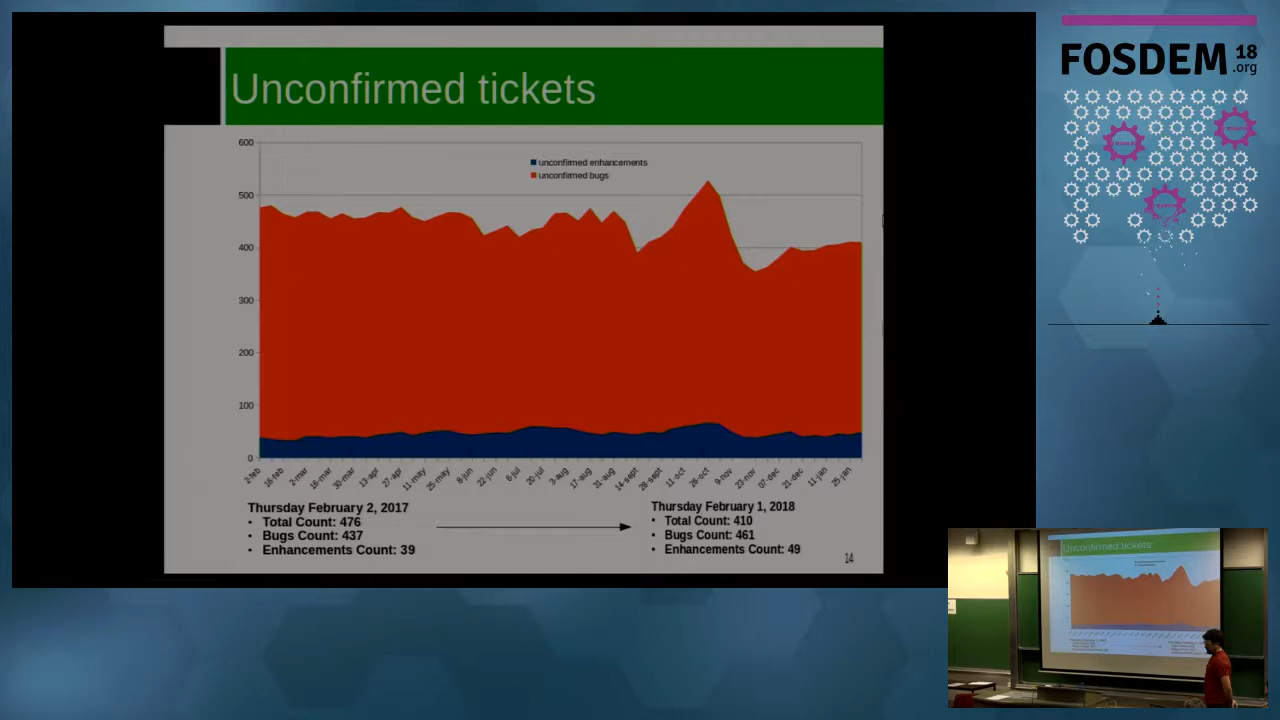 Unconfirmed tickets
600
500
400
300
200
100
0
unconfirmed enhancements
unconfirmed bugs
2-feb
16-feb
2-mar
16-mar
30-mar
13-apr
27-apr
11-may
25-may
8-jun
22-jun
6-jul
20-jul
3-aug
17-aug
31-aug
14-sept
28-sept
11-oct
26-oct
9-nov
23-nov
07-dec
21-dec
11-jan
25-jan
Thursday February 2, 2017
• Total Count: 476
• Bugs Count: 437
• Enhancements Count: 39
Thursday February 1, 2018
• Total Count: 410
• Bugs Count: 461
• Enhancements Count: 49
14
FOSDEM 18
.org
Unconfirmed tickets